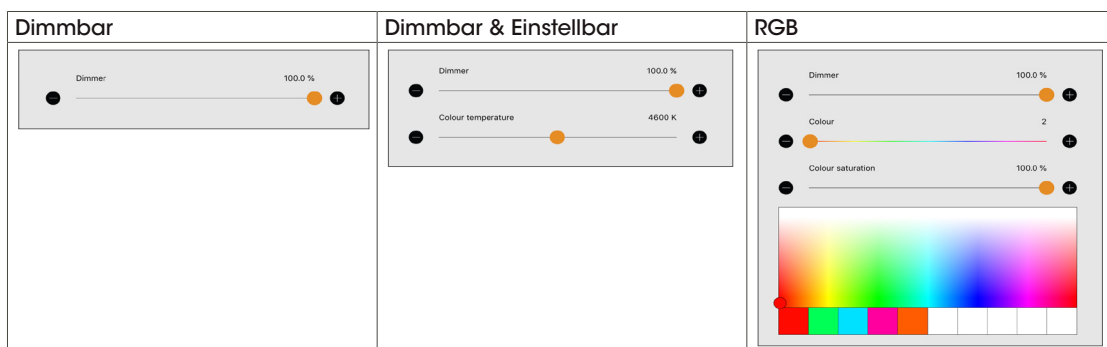 Dimmbar
Dimmer 100.0 %
Dimmbar & Einstellbar
Dimmer 100.0 %
Colour temperature 4600 K
RGB
Dimmer 100.0 %
Colour 2
Colour saturation 100.0 %